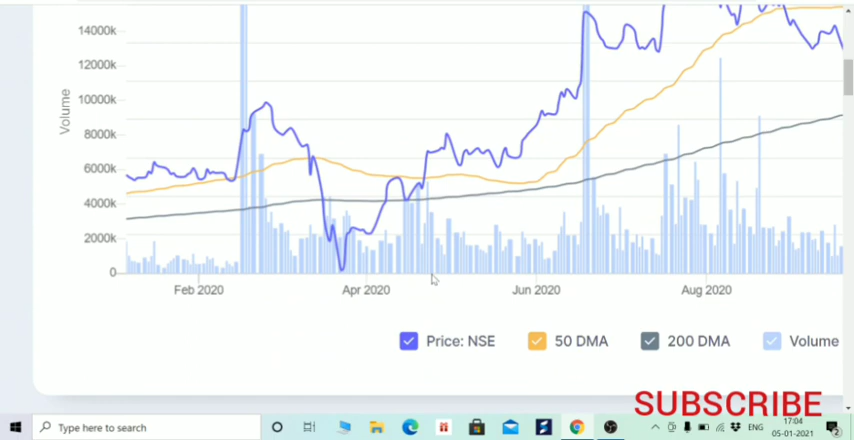 14000k
12000k
10000k
8000k
6000k
4000k
2000k
0
Volume
Feb 2020
Apr 2020
Jun 2020
Aug 2020
Price: NSE
50 DMA
200 DMA
Volume
SUBSCRIBE
Type here to search
ENG
17:04
05-01-2021
2